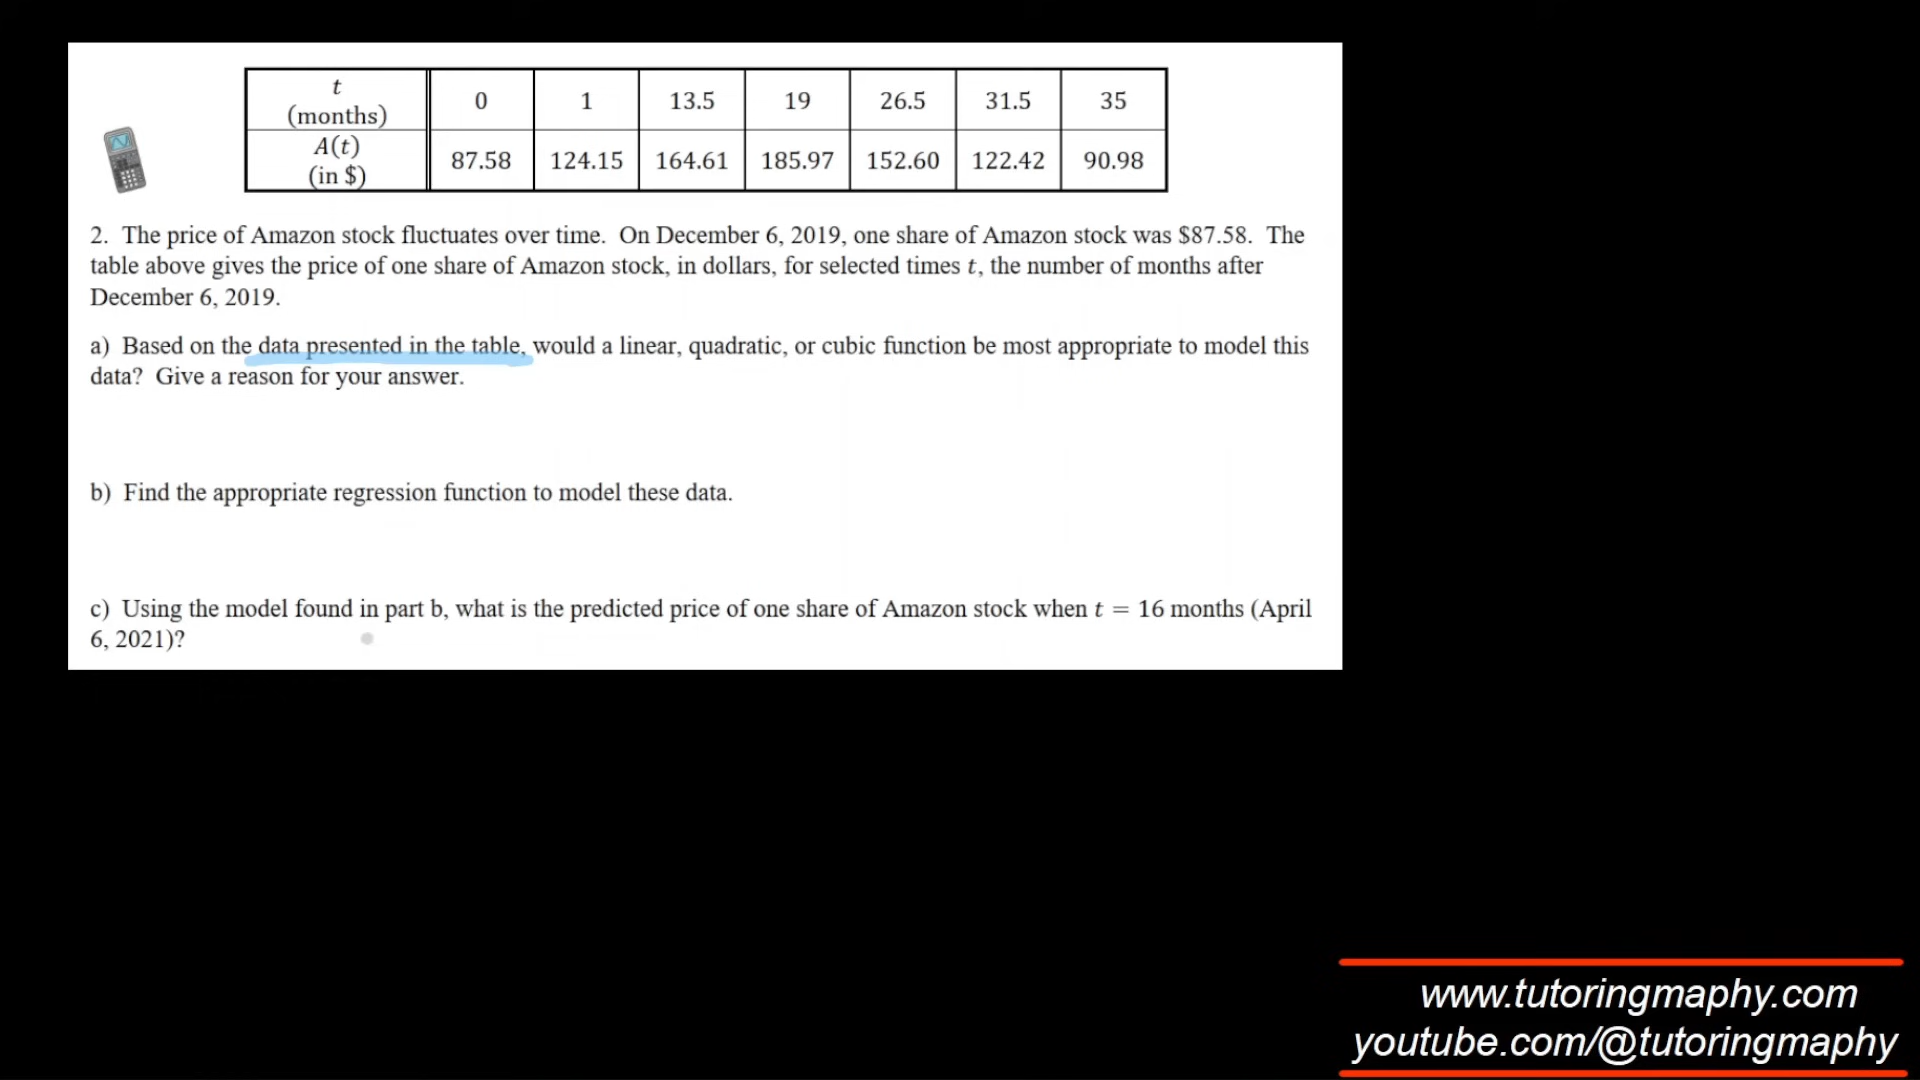 t (months) 0 1 13.5 19 26.5 31.5 35
A(t) (in $) 87.58 124.15 164.61 185.97 152.60 122.42 90.98
2. The price of Amazon stock fluctuates over time. On December 6, 2019, one share of Amazon stock was $87.58. The
table above gives the price of one share of Amazon stock, in dollars, for selected times t, the number of months after
December 6, 2019.
a) Based on the data presented in the table, would a linear, quadratic, or cubic function be most appropriate to model this
data? Give a reason for your answer.
b) Find the appropriate regression function to model these data.
c) Using the model found in part b, what is the predicted price of one share of Amazon stock when t = 16 months (April
6, 2021)?
www.tutoringmaphy.com
youtube.com/@tutoringmaphy